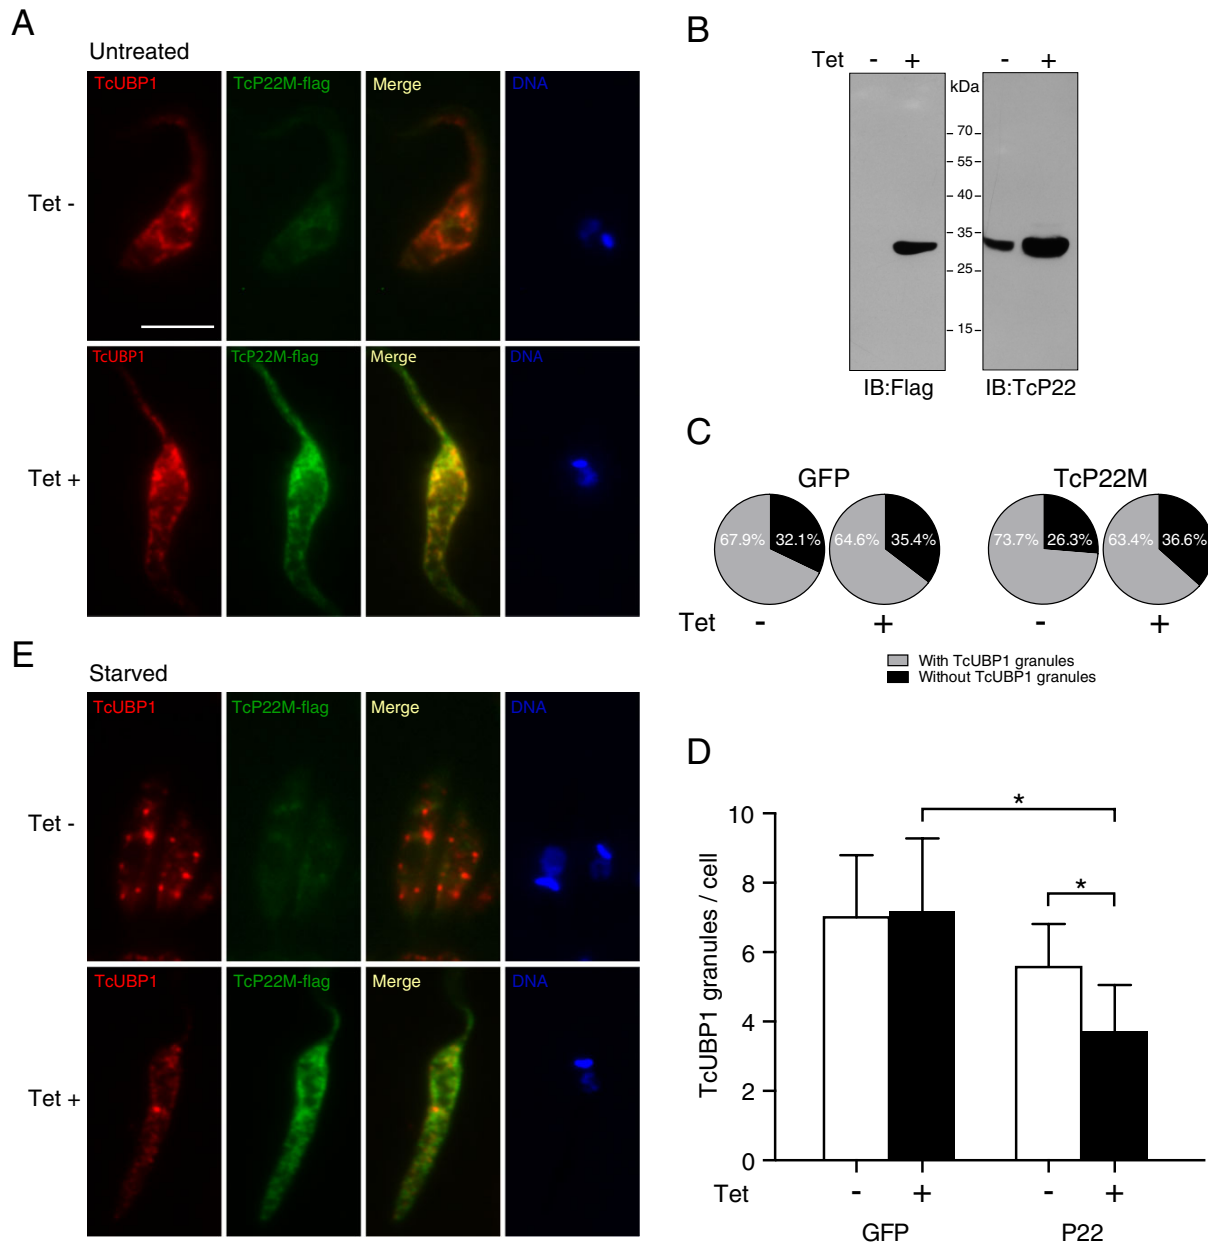 A
Untreated
TcUBP1 TcP22M-flag Merge DNA
Tet -
TcUBP1 TcP22M-flag Merge DNA
Tet +
E
Starved
TcUBP1 TcP22M-flag Merge DNA
Tet -
TcUBP1 TcP22M-flag Merge DNA
Tet +
B
Tet - + - +
kDa
70
55
40
35
25
15
IB:Flag IB:TcP22
C
GFP TcP22M
67.9% 32.1% 64.6% 35.4% 73.7% 26.3% 63.4% 36.6%
Tet - + - +
With TcUBP1 granules
Without TcUBP1 granules
D
TcUBP1 granules / cell
10
8
6
4
2
0
* 
*
Tet - + - +
GFP P22